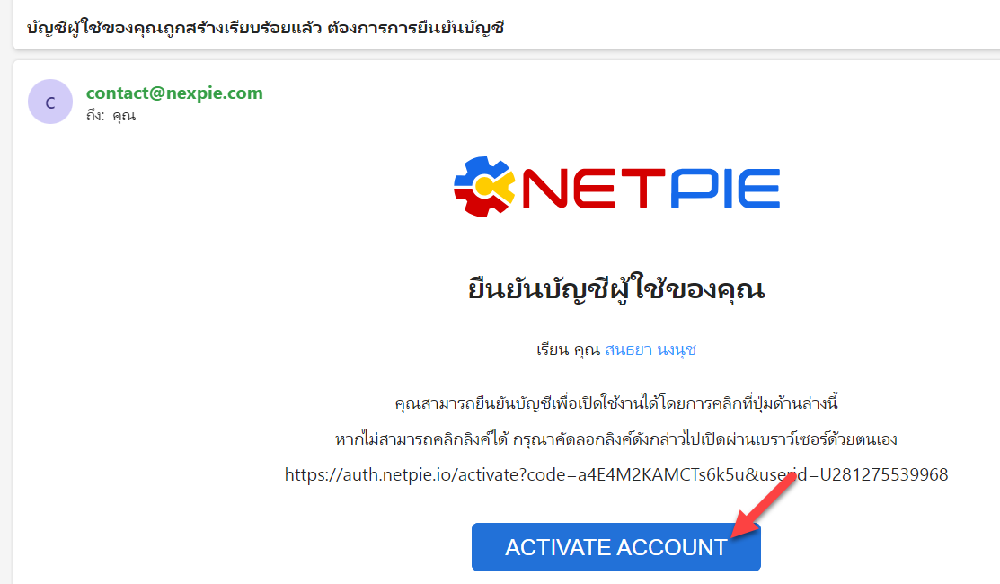 บัญชีผู้ใช้ของคุณถูกสร้างเรียบร้อยแล้ว ต้องการการยืนยันบัญชี
C
contact@nexpie.com
ถึง: คุณ
NETPIE
ยืนยันบัญชีผู้ใช้ของคุณ
เรียน คุณ สนธยา นงนุช
คุณสามารถยืนยันบัญชีเพื่อเปิดใช้งานได้โดยการคลิกที่ปุ่มด้านล่างนี้
หากไม่สามารถคลิกลิงค์ได้ กรุณาคัดลอกลิงค์ดังกล่าวไปเปิดผ่านเบราว์เซอร์ด้วยตนเอง
https://auth.netpie.io/activate?code=a4E4M2KAMCTs6k5u&userid=U281275539968
ACTIVATE ACCOUNT